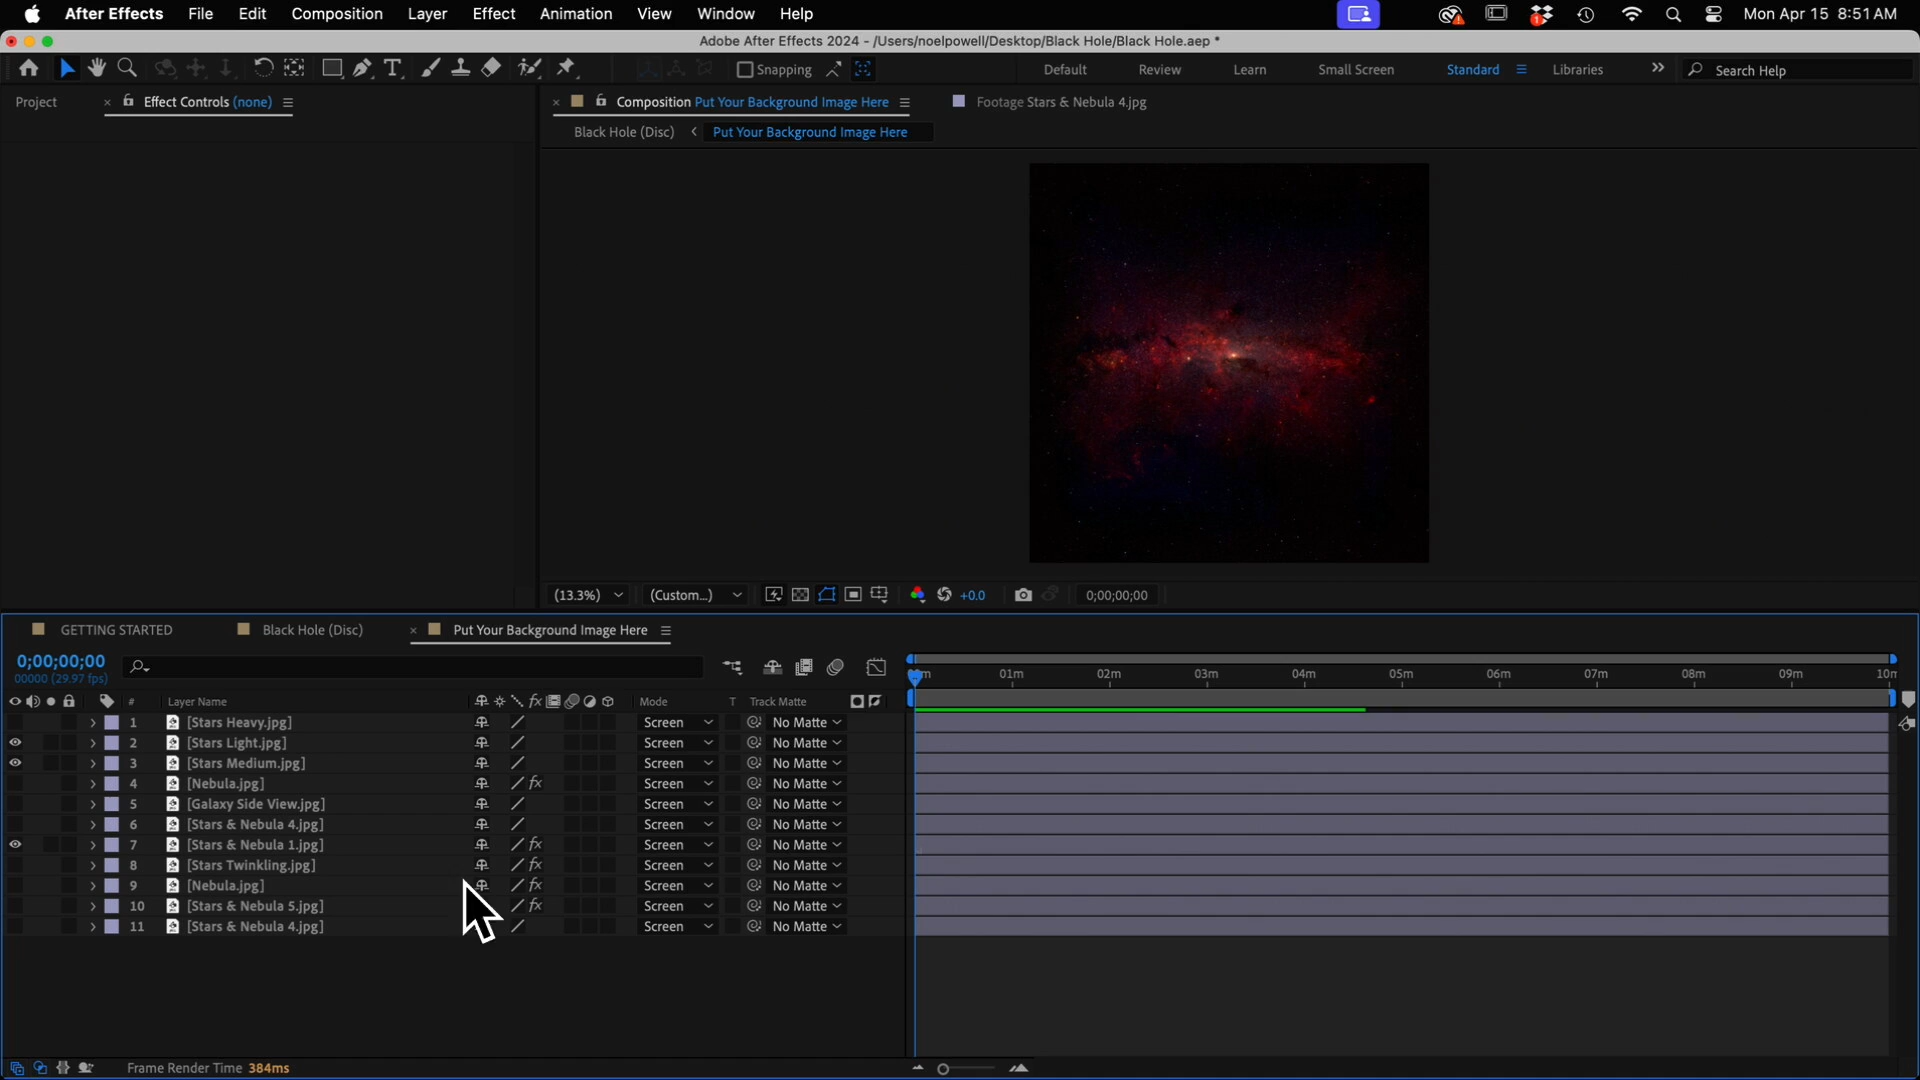 After Effects File Edit Composition Layer Effect Animation View Window Help Mon Apr 15 8:51 AM
Adobe After Effects 2024 - /Users/noelpowell/Desktop/Black Hole/Black Hole.aep *
Snapping Default Review Learn Small Screen Standard Libraries Search Help
Project Effect Controls (none) Composition Put Your Background Image Here Footage Stars & Nebula 4.jpg
Black Hole (Disc) Put Your Background Image Here
(13.3%) (Custom...) +0.0 0;00;00;00
GETTING STARTED Black Hole (Disc) Put Your Background Image Here
0;00;00;00
00000 (29.97 fps)
01m 02m 03m 04m 05m 06m 07m 08m 09m
# Layer Name Mode T Track Matte
1 [Stars Heavy.jpg] Screen No Matte
2 [Stars Light.jpg] Screen No Matte
3 [Stars Medium.jpg] Screen No Matte
4 [Nebula.jpg] fx Screen No Matte
5 [Galaxy Side View.jpg] Screen No Matte
6 [Stars & Nebula 4.jpg] Screen No Matte
7 [Stars & Nebula 1.jpg] fx Screen No Matte
8 [Stars Twinkling.jpg] fx Screen No Matte
9 [Nebula.jpg] fx Screen No Matte
10 [Stars & Nebula 5.jpg] fx Screen No Matte
11 [Stars & Nebula 4.jpg] Screen No Matte
Frame Render Time 384ms